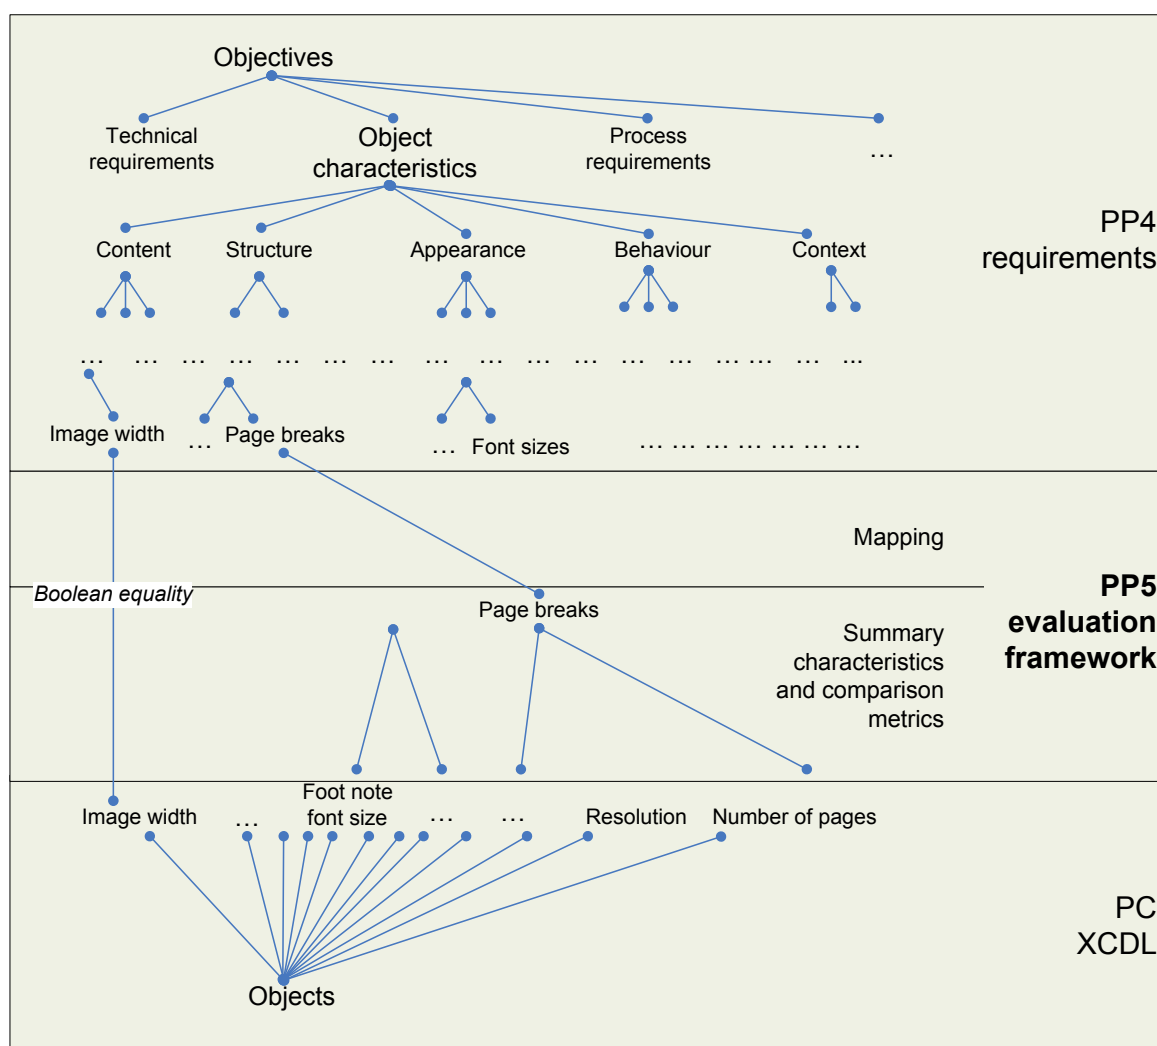 Objectives
Technical
requirements
Object
characteristics
Process
requirements
…
Content
Structure
Appearance
Behaviour
Context
PP4
requirements
… … … … … … … … … … … … … … … … …
Image width
… Page breaks
… Font sizes
… … … … … … …
Mapping
Boolean equality
PP5
evaluation
framework
Page breaks
Summary
characteristics
and comparison
metrics
Image width
…
Foot note
font size
…
…
Resolution
Number of pages
PC
XCDL
Objects